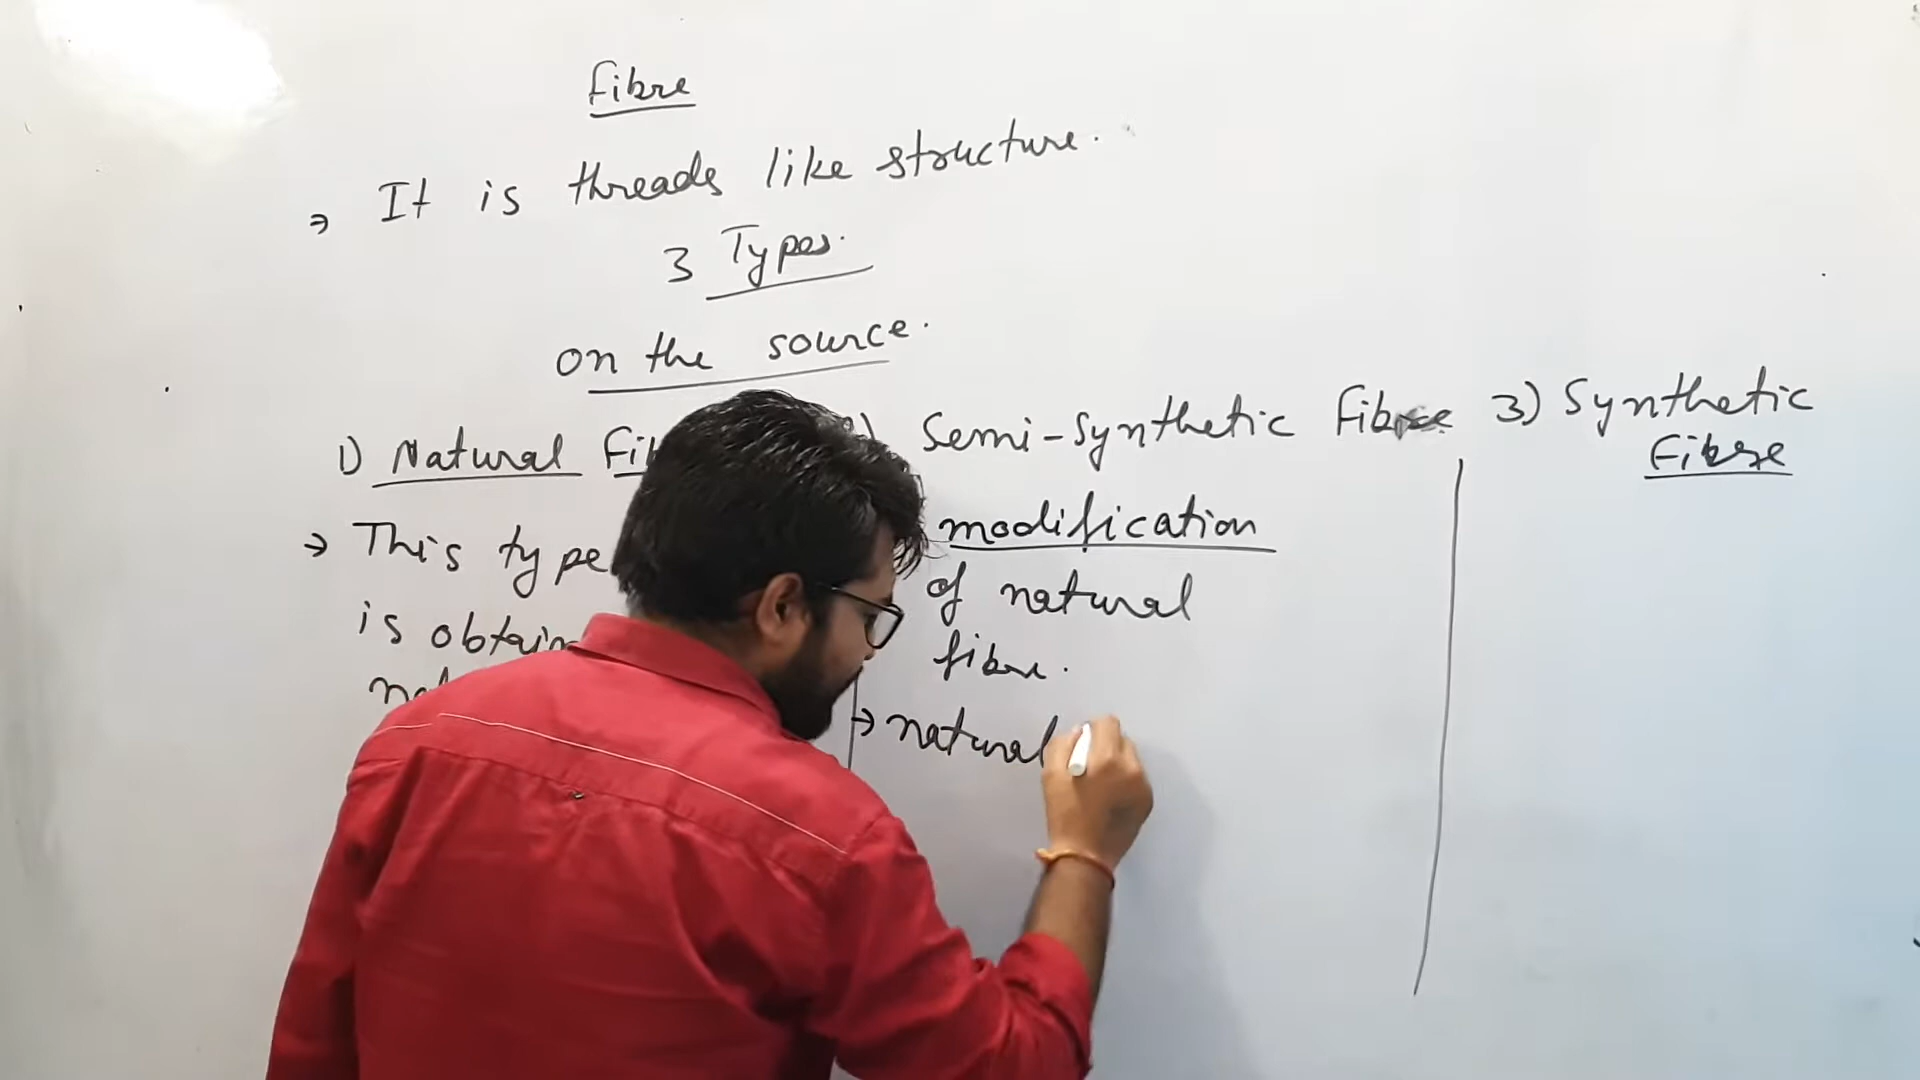 Fibre
→ It is threads like structure.
3 Types.
on the source.
1) Natural
→ This type
is
) Semi-Synthetic Fibre
modification
of natural
fibre.
→ natural
3) Synthetic
Fibre